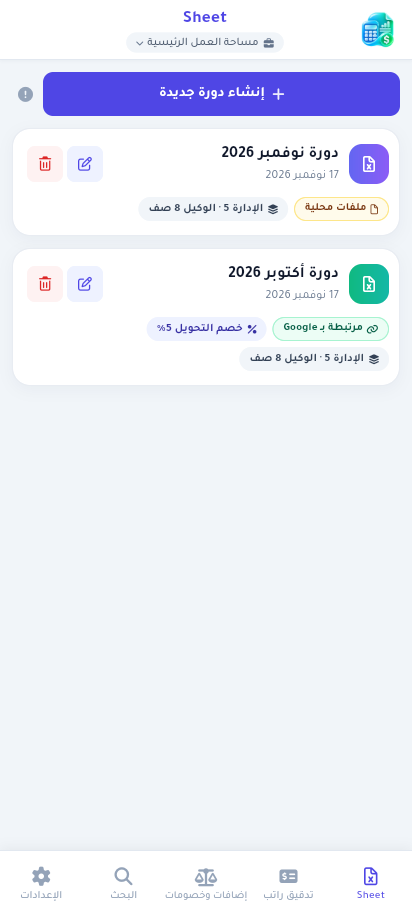 Sheet
مساحة العمل الرئيسية
إنشاء دورة جديدة
دورة نوفمبر 2026
17 نوفمبر 2026
ملفات محلية
الإدارة 5 · الوكيل 8 صف
دورة أكتوبر 2026
17 نوفمبر 2026
مرتبطة بـ Google
خصم التحويل 5%
الإدارة 5 · الوكيل 8 صف
Sheet
تدقيق راتب
إضافات وخصومات
البحث
الإعدادات